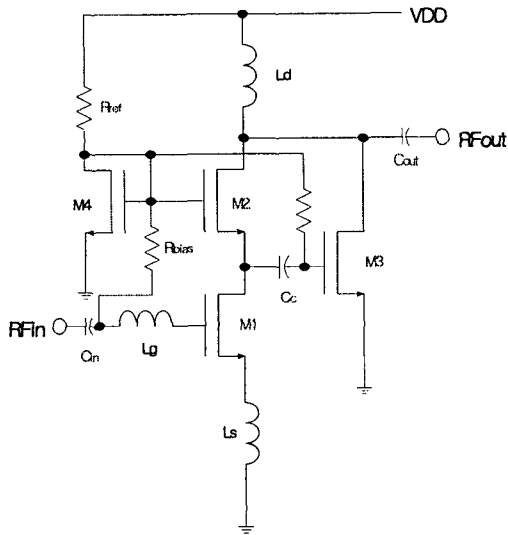 VDD
Ld
Rref
RFout
Cout
M4
M2
M3
Rbias
Cc
RFin
Cin
Lg
M1
Ls